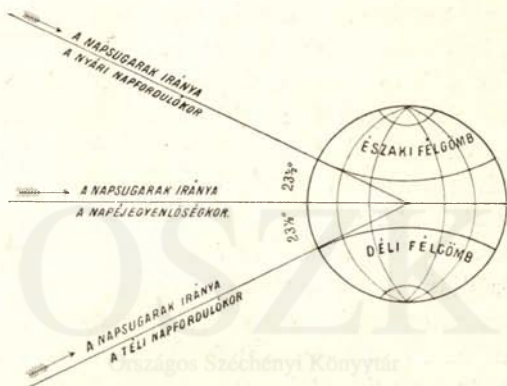 A NAPSUGARAK IRÁNYA
A NYÁRI NAPFORDULÓKOR
ÉSZAKI FÉLGÖMB
23½°
A NAPSUGARAK IRÁNYA
A NAPÉJEGYENLŐSÉGKOR.
23½°
DÉLI FÉLGÖMB
A NAPSUGARAK IRÁNYA
A TÉLI NAPFORDULÓKOR
OSZK
Országos Széchényi Könyvtár